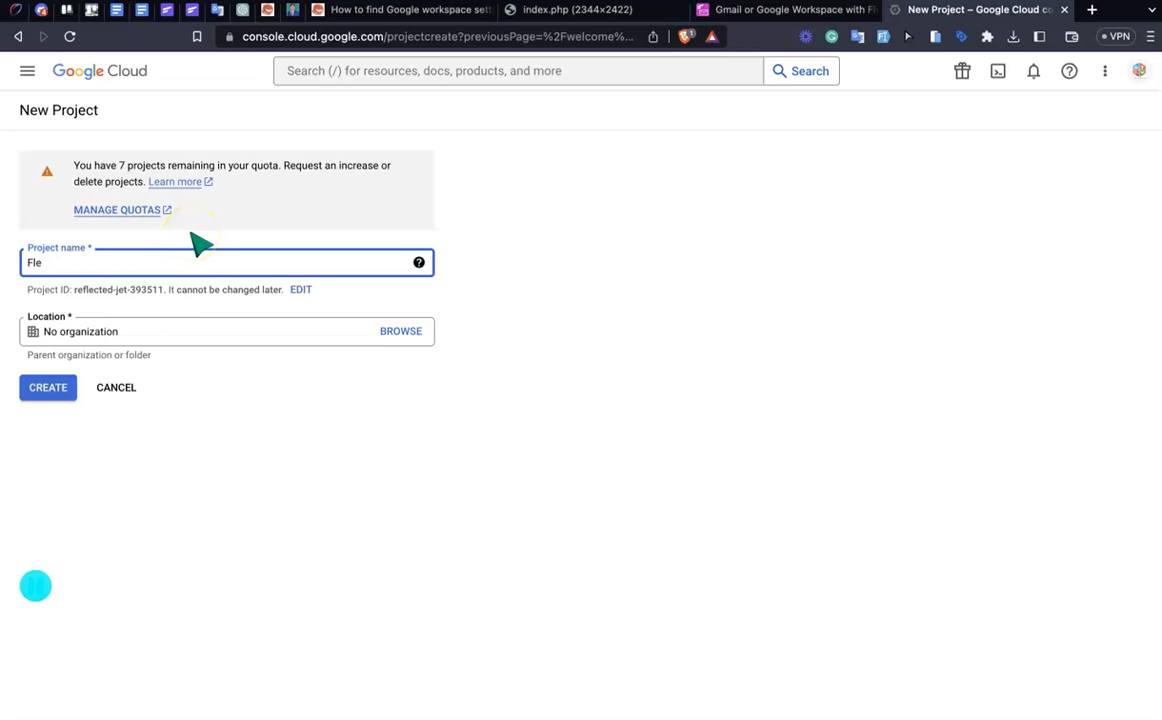 How to find Google workspace set
index.php (2344×2422)
Gmail or Google Workspace with Fl
New Project – Google Cloud co
console.cloud.google.com/projectcreate?previousPage=%2Fwelcome%...
1
VPN
Google Cloud
Search (/) for resources, docs, products, and more
Search
New Project
You have 7 projects remaining in your quota. Request an increase or
delete projects. Learn more
MANAGE QUOTAS
Project name *
Fle
Project ID: reflected-jet-393511. It cannot be changed later. EDIT
Location *
No organization
BROWSE
Parent organization or folder
CREATE
CANCEL